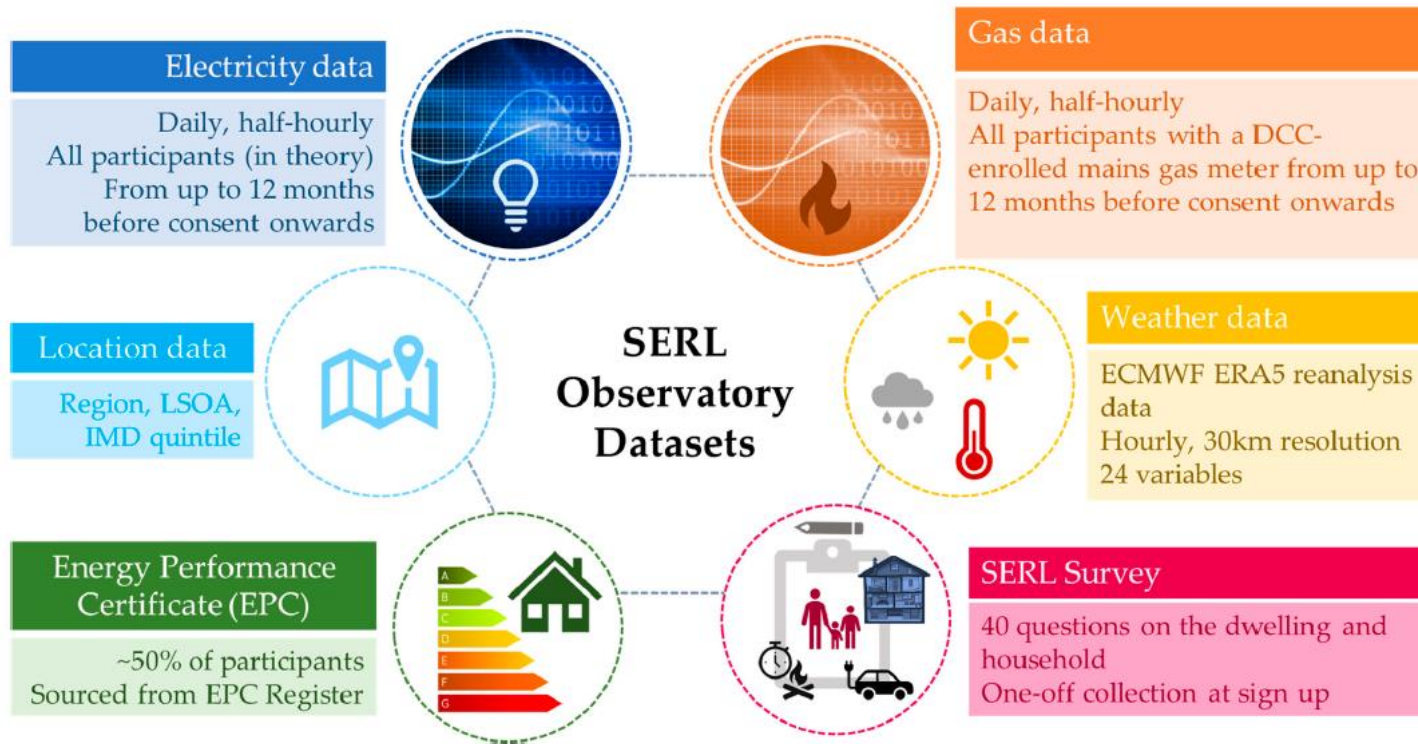 Electricity data
Daily, half-hourly
All participants (in theory)
From up to 12 months
before consent onwards
Gas data
Daily, half-hourly
All participants with a DCC-
enrolled mains gas meter from up to
12 months before consent onwards
Location data
Region, LSOA,
IMD quintile
SERL
Observatory
Datasets
Weather data
ECMWF ERA5 reanalysis
data
Hourly, 30km resolution
24 variables
Energy Performance
Certificate (EPC)
~50% of participants
Sourced from EPC Register
A
B
C
D
E
F
G
SERL Survey
40 questions on the dwelling and
household
One-off collection at sign up